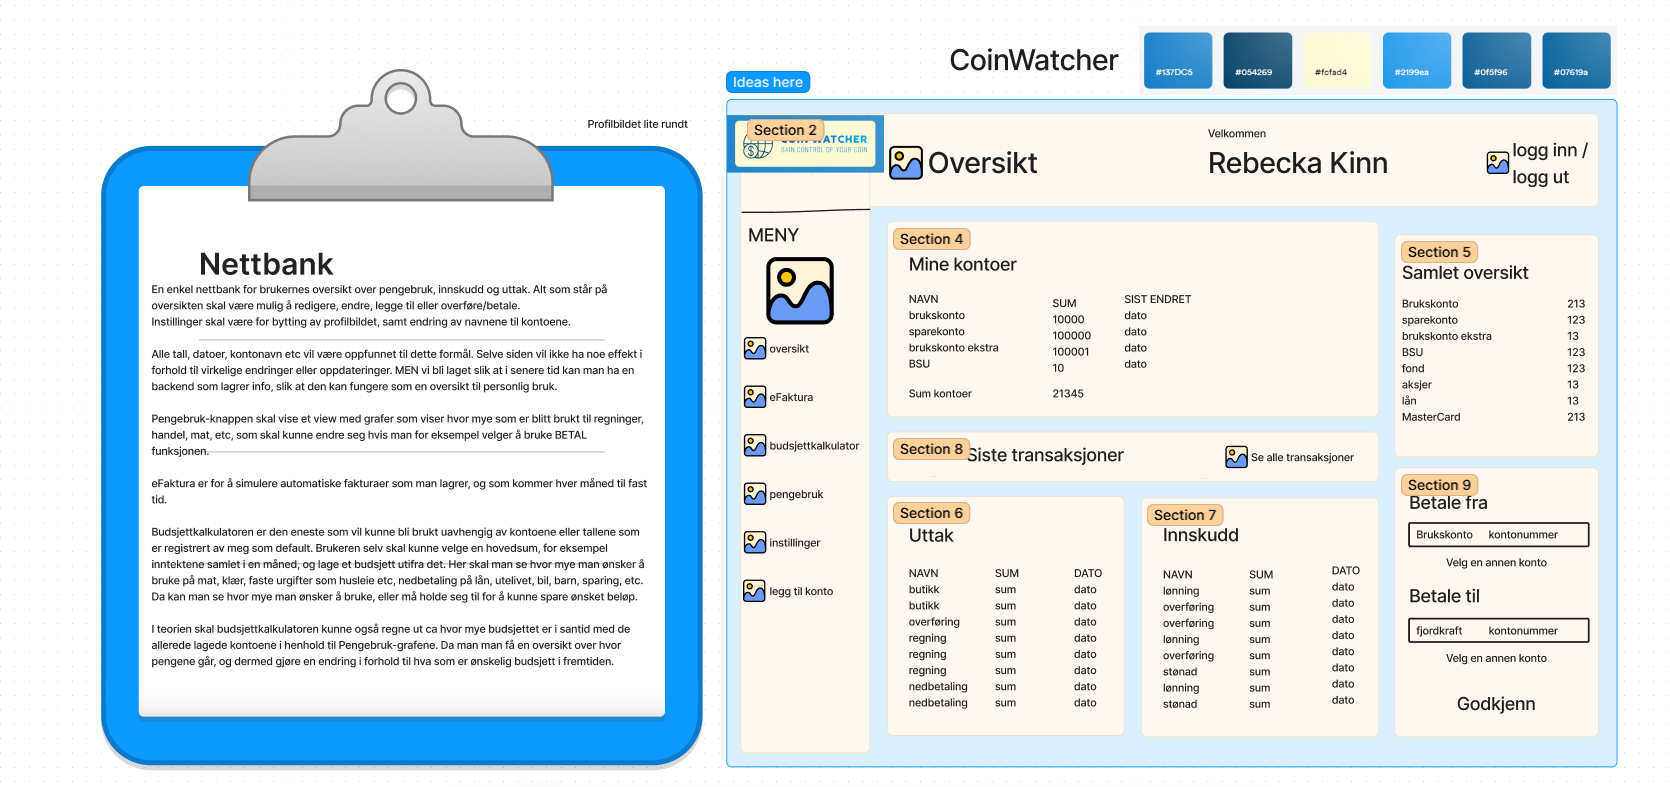 CoinWatcher
#137DC5
#054269
#fcfad4
#2199ea
#0f5f96
#07619a
Ideas here
Profilbildet lite rundt
Nettbank
En enkel nettbank for brukernes oversikt over pengebruk, innskudd og uttak. Alt som står på
oversikten skal være mulig å redigere, endre, legge til eller overføre/betale.
Instillinger skal være for bytting av profilbildet, samt endring av navnene til kontoene.
Alle tall, datoer, kontonavn etc vil være oppfunnet til dette formål. Selve siden vil ikke ha noe effekt i
forhold til virkelige endringer eller oppdateringer. MEN vi bli laget slik at i senere tid kan man ha en
backend som lagrer info, slik at den kan fungere som en oversikt til personlig bruk.
Pengebruk-knappen skal vise et view med grafer som viser hvor mye som er blitt brukt til regninger,
handel, mat, etc, som skal kunne endre seg hvis man for eksempel velger å bruke BETAL
funksjonen.
eFaktura er for å simulere automatiske fakturaer som man lagrer, og som kommer hver måned til fast
tid.
Budsjettkalkulatoren er den eneste som vil kunne bli brukt uavhengig av kontoene eller tallene som
er registrert av meg som default. Brukeren selv skal kunne velge en hovedsum, for eksempel
inntektene samlet i en måned, og lage et budsjett utifra det. Her skal man se hvor mye man ønsker å
bruke på mat, klær, faste urgifter som husleie etc, nedbetaling på lån, utelivet, bil, barn, sparing, etc.
Da kan man se hvor mye man ønsker å bruke, eller må holde seg til for å kunne spare ønsket beløp.
I teorien skal budsjettkalkulatoren kunne også regne ut ca hvor mye budsjettet er i santid med de
allerede lagede kontoene i henhold til Pengebruk-grafene. Da man man få en oversikt over hvor
pengene går, og dermed gjøre en endring i forhold til hva som er ønskelig budsjett i fremtiden.
Section 2
WATCHER
GAIN CONTROL OF YOUR COIN
Oversikt
Velkommen
Rebecka Kinn
logg inn /
logg ut
MENY
oversikt
eFaktura
budsjettkalkulator
pengebruk
instillinger
legg til konto
Section 4
Mine kontoer
NAVN SUM SIST ENDRET
brukskonto 10000 dato
sparekonto 100000 dato
brukskonto ekstra 100001 dato
BSU 10 dato
Sum kontoer 21345
Section 5
Samlet oversikt
Brukskonto 213
sparekonto 123
brukskonto ekstra 13
BSU 123
fond 123
aksjer 13
lån 13
MasterCard 213
Section 8
Siste transaksjoner
Se alle transaksjoner
Section 6
Uttak
NAVN SUM DATO
butikk sum dato
butikk sum dato
overføring sum dato
regning sum dato
regning sum dato
regning sum dato
nedbetaling sum dato
nedbetaling sum dato
Section 7
Innskudd
NAVN SUM DATO
lønning sum dato
overføring sum dato
overføring sum dato
lønning sum dato
overføring sum dato
stønad sum dato
lønning sum dato
stønad sum dato
Section 9
Betale fra
Brukskonto kontonummer
Velg en annen konto
Betale til
fjordkraft kontonummer
Velg en annen konto
Godkjenn